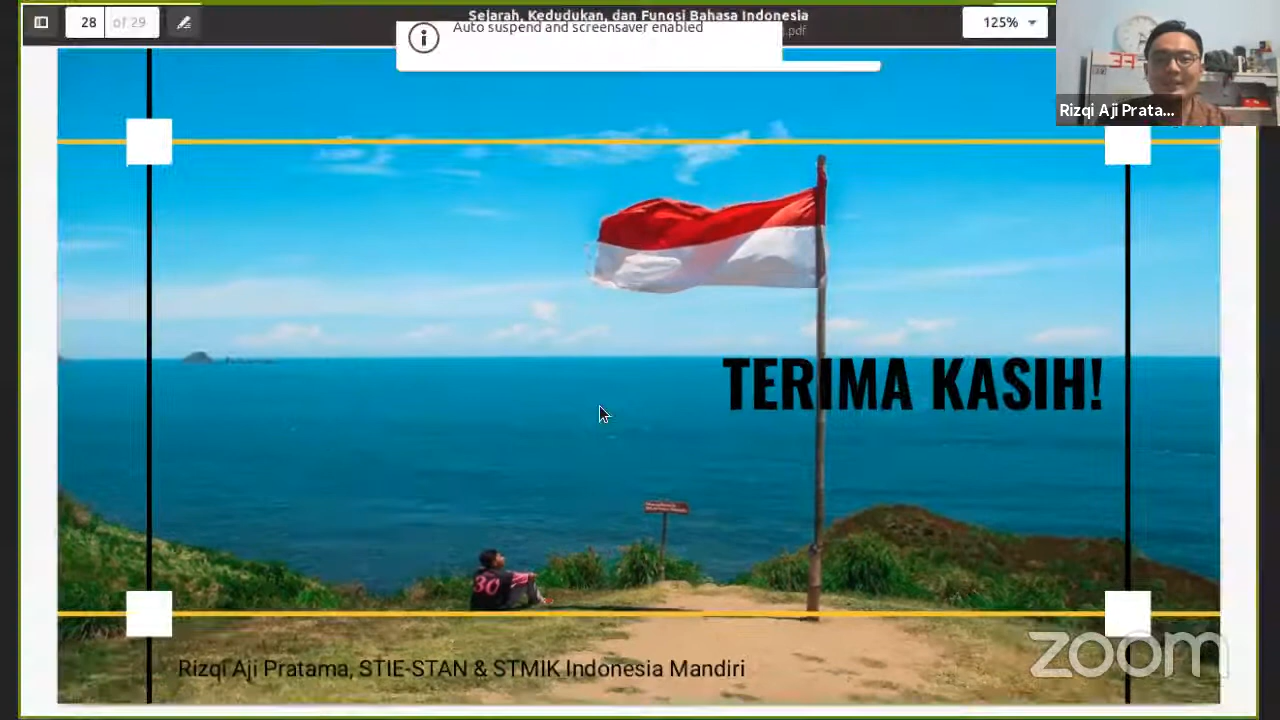 28 of 29
Sejarah, Kedudukan, dan Fungsi Bahasa Indonesia
.pdf
Auto suspend and screensaver enabled
125%
Rizqi Aji Prata...
TERIMA KASIH!
30
Rizqi Aji Pratama, STIE-STAN & STMIK Indonesia Mandiri
zoom